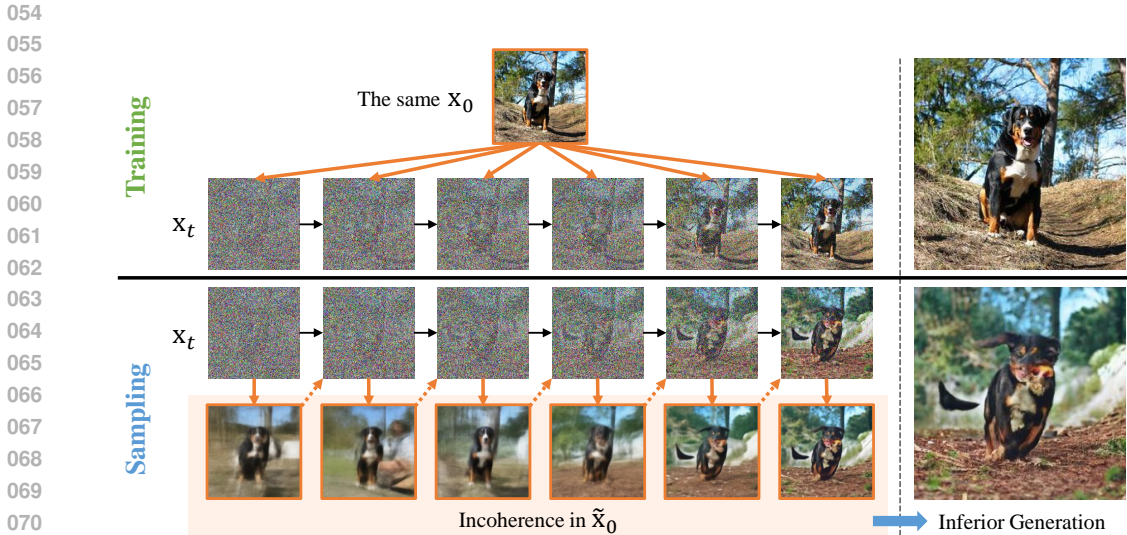 054
055
056
057
058
059
060
061
062
063
064
065
066
067
068
069
070
Training
The same x₀
xₜ
Sampling
xₜ
Incoherence in x̃₀
Inferior Generation